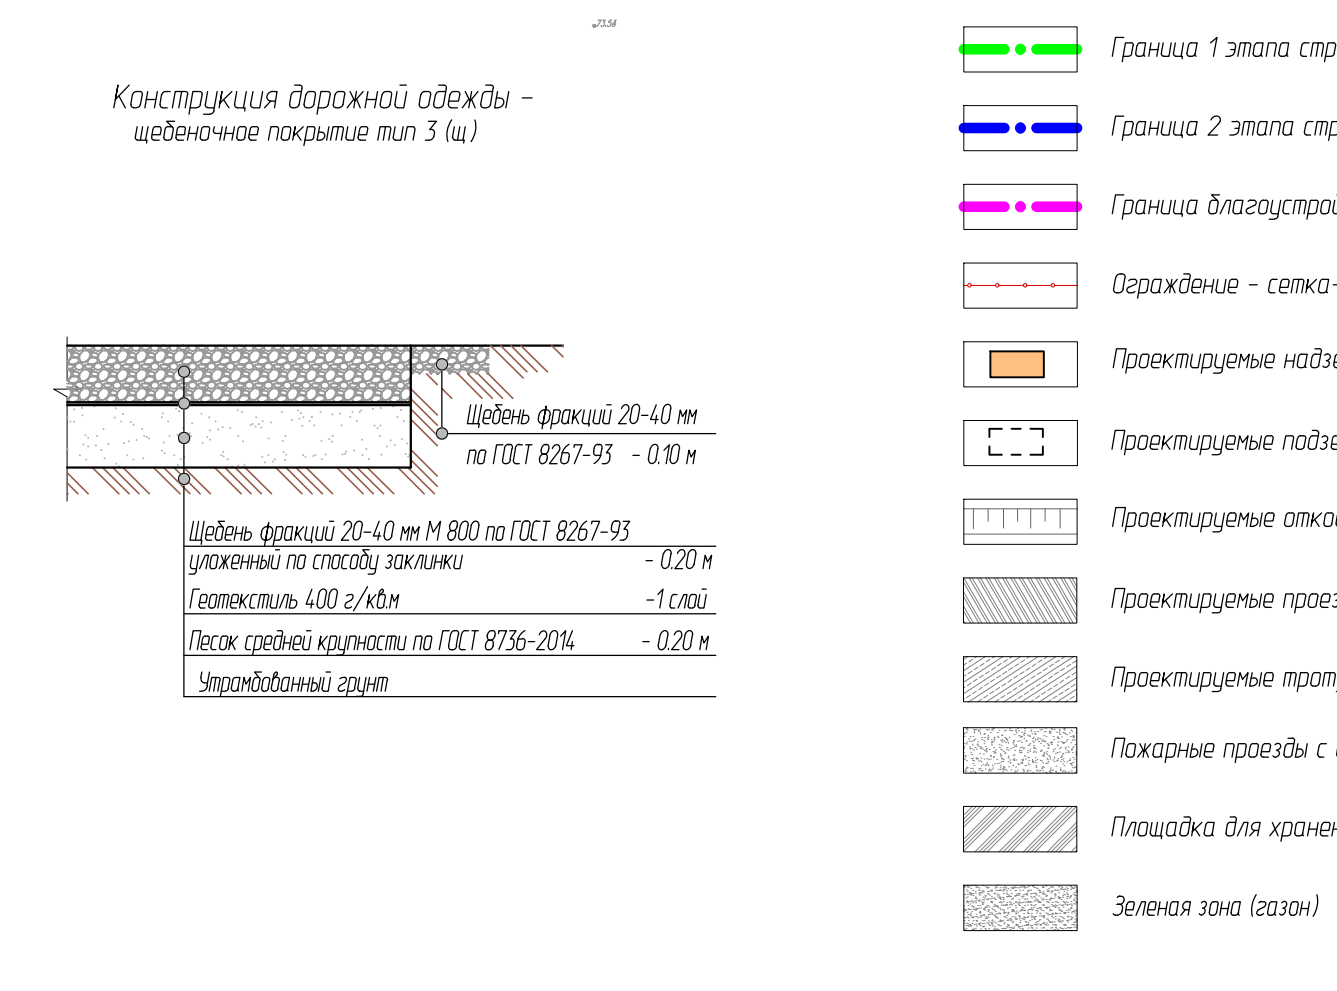 73.58
Конструкция дорожной одежды -
щебеночное покрытие тип 3 (щ)
Щебень фракций 20-40 мм
по ГОСТ 8267-93 - 0.10 м
Щебень фракций 20-40 мм М 800 по ГОСТ 8267-93
уложенный по способу заклинки - 0.20 м
Геотекстиль 400 г/кв.м -1 слой
Песок средней крупности по ГОСТ 8736-2014 - 0.20 м
Утрамбованный грунт
Граница 1 этапа стр
Граница 2 этапа стр
Граница благоустрой
Ограждение - сетка-
Проектируемые надзе
Проектируемые подзе
Проектируемые отко
Проектируемые проез
Проектируемые трот
Пожарные проезды с
Площадка для хранен
Зеленая зона (газон)